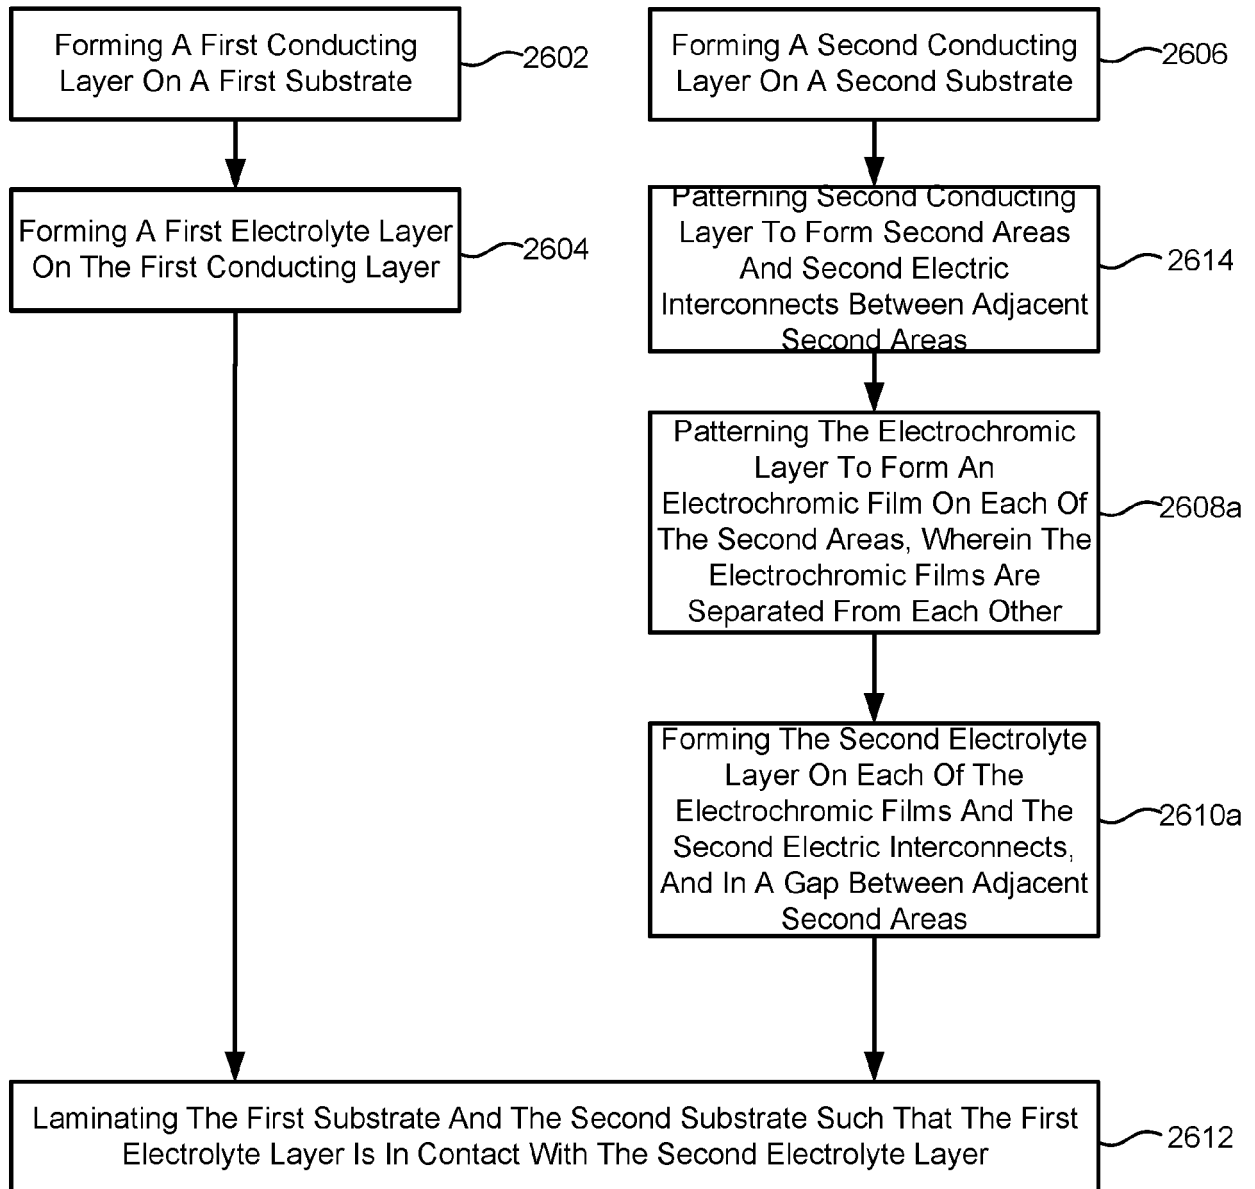 Forming A First Conducting
Layer On A First Substrate
2602
Forming A First Electrolyte Layer
On The First Conducting Layer
2604
Forming A Second Conducting
Layer On A Second Substrate
2606
Patterning Second Conducting
Layer To Form Second Areas
And Second Electric
Interconnects Between Adjacent
Second Areas
2614
Patterning The Electrochromic
Layer To Form An
Electrochromic Film On Each Of
The Second Areas, Wherein The
Electrochromic Films Are
Separated From Each Other
2608a
Forming The Second Electrolyte
Layer On Each Of The
Electrochromic Films And The
Second Electric Interconnects,
And In A Gap Between Adjacent
Second Areas
2610a
Laminating The First Substrate And The Second Substrate Such That The First
Electrolyte Layer Is In Contact With The Second Electrolyte Layer
2612